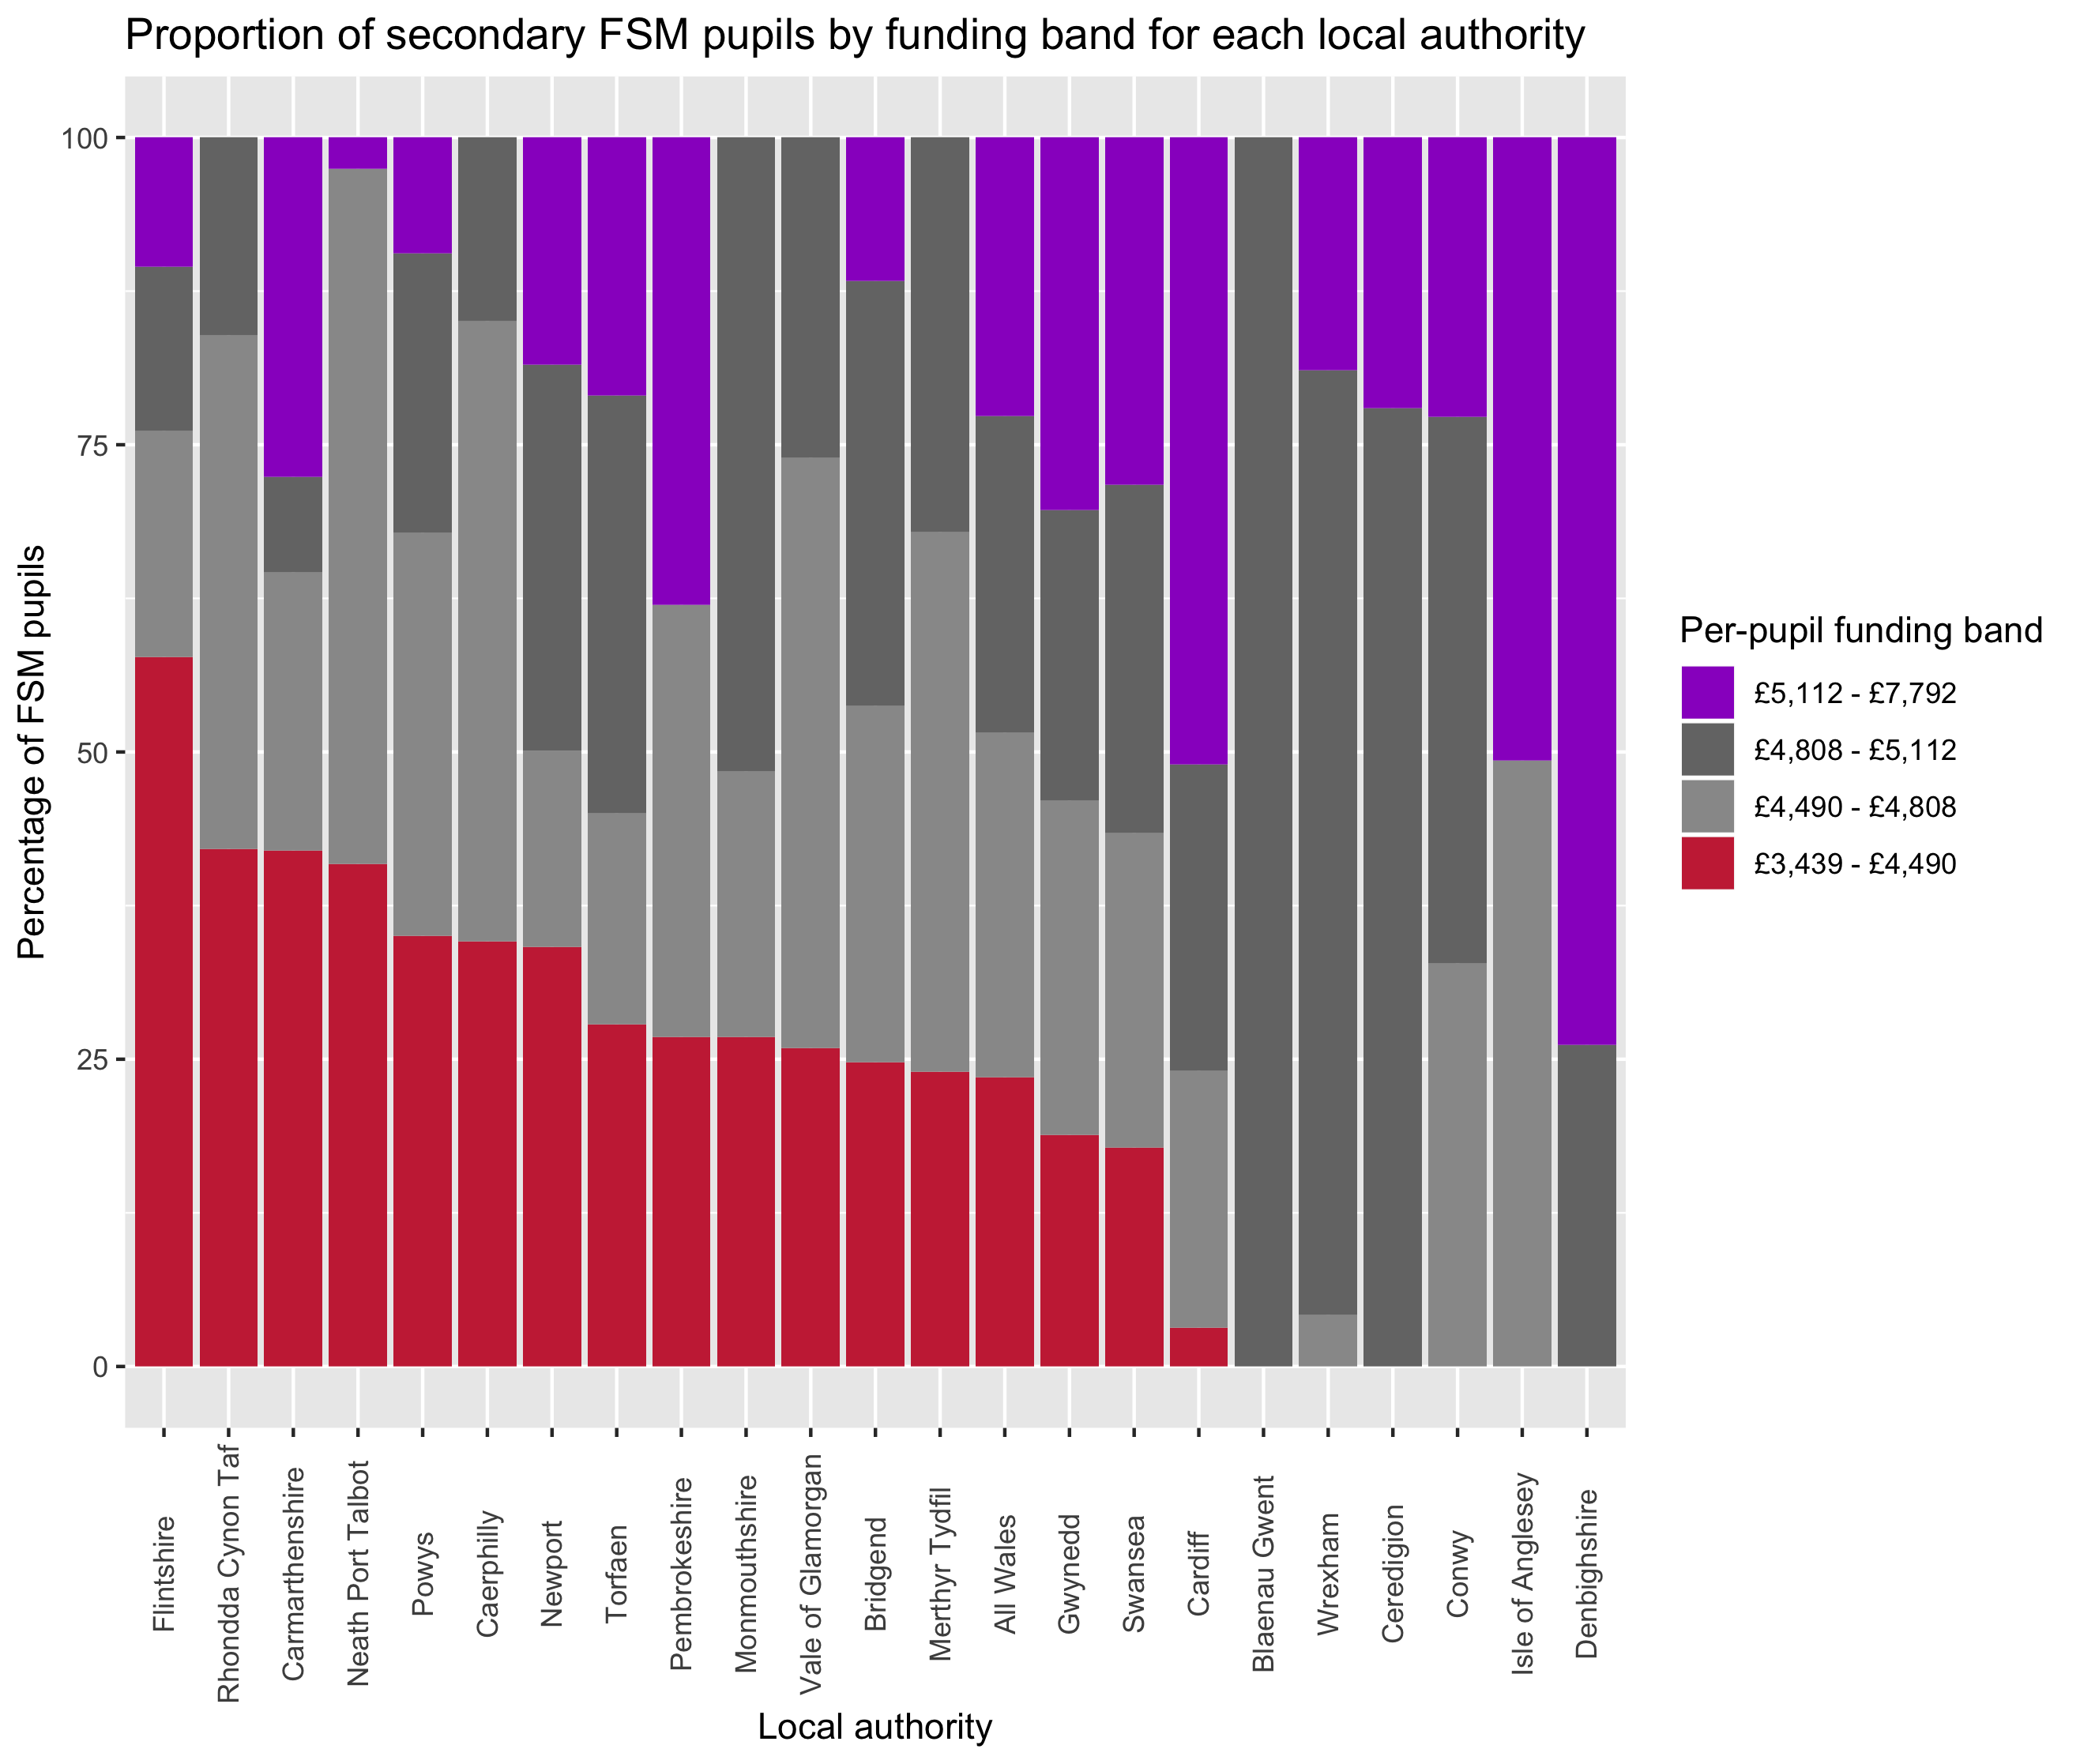 Proportion of secondary FSM pupils by funding band for each local authority
Percentage of FSM pupils
100
75
50
25
0
Flintshire
Rhondda Cynon Taf
Carmarthenshire
Neath Port Talbot
Powys
Caerphilly
Newport
Torfaen
Pembrokeshire
Monmouthshire
Vale of Glamorgan
Bridgend
Merthyr Tydfil
All Wales
Gwynedd
Swansea
Cardiff
Blaenau Gwent
Wrexham
Ceredigion
Conwy
Isle of Anglesey
Denbighshire
Local authority
Per-pupil funding band
£5,112 - £7,792
£4,808 - £5,112
£4,490 - £4,808
£3,439 - £4,490